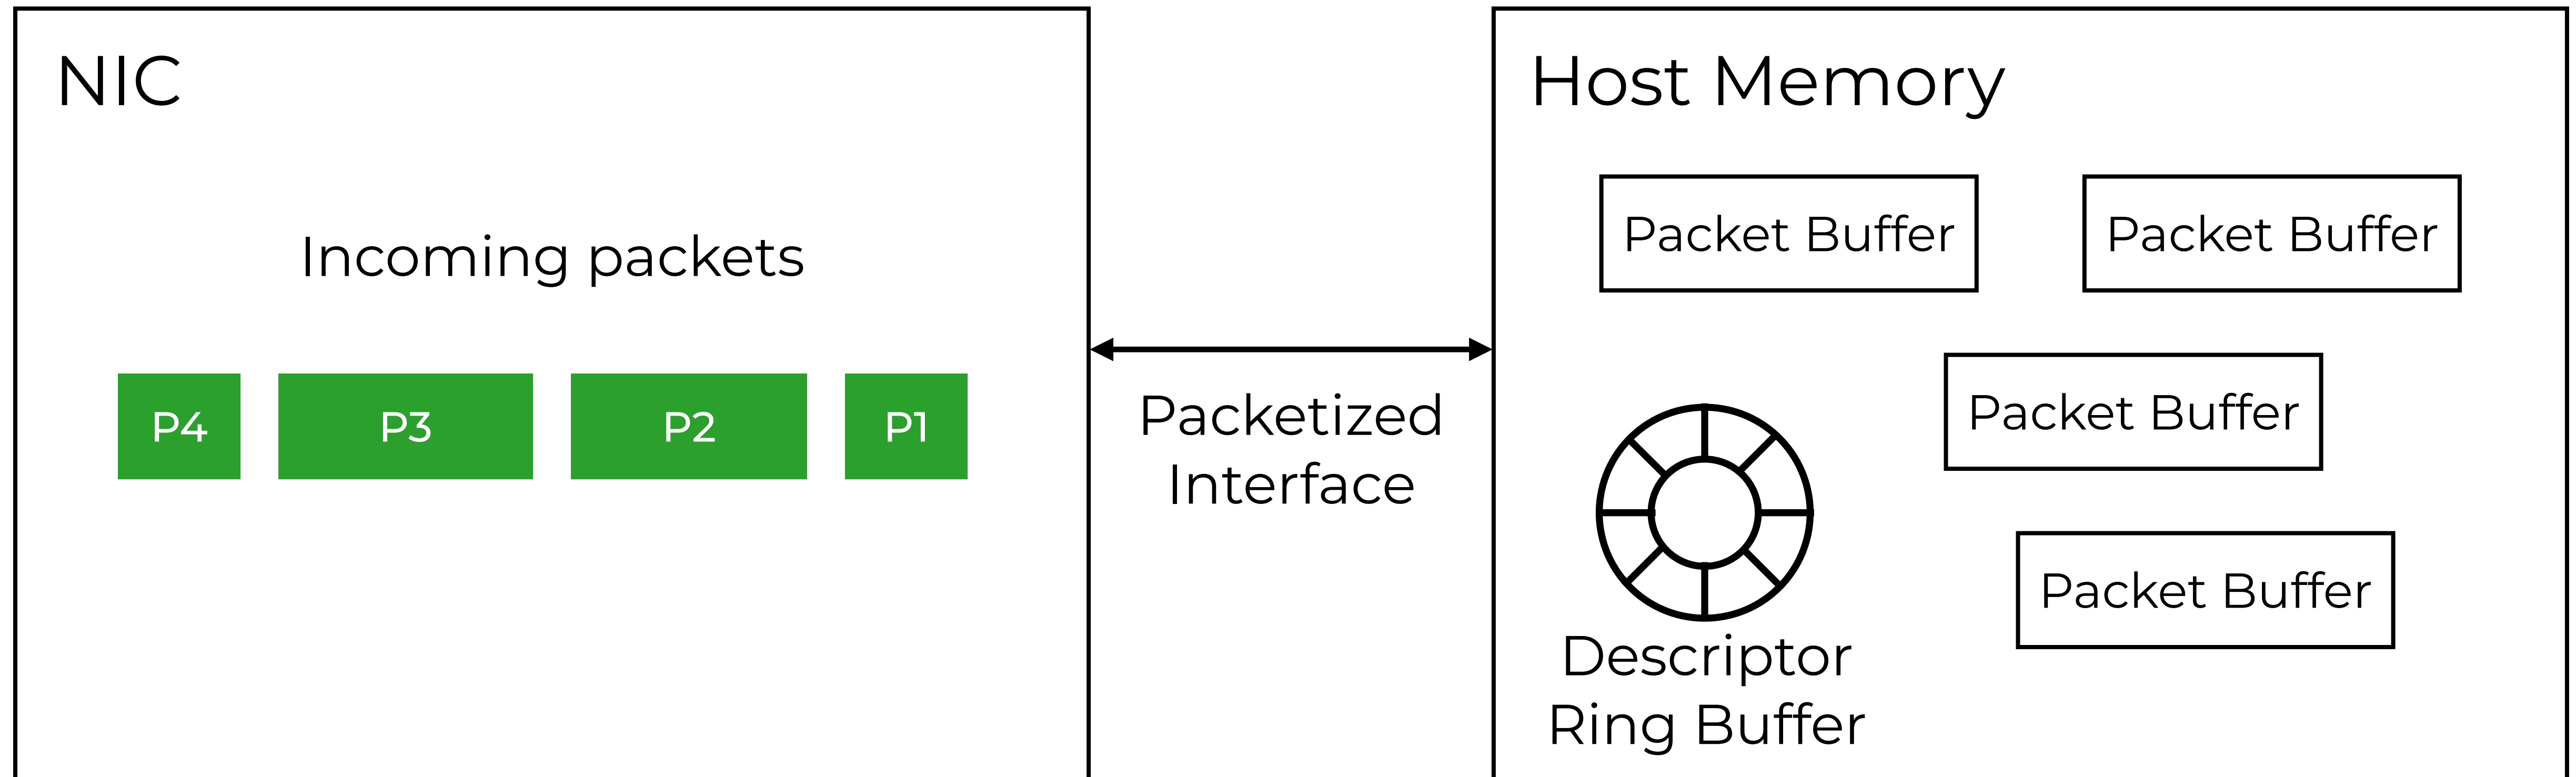 NIC
Incoming packets
P4
P3
P2
P1
Packetized
Interface
Host Memory
Packet Buffer
Packet Buffer
Packet Buffer
Packet Buffer
Descriptor
Ring Buffer